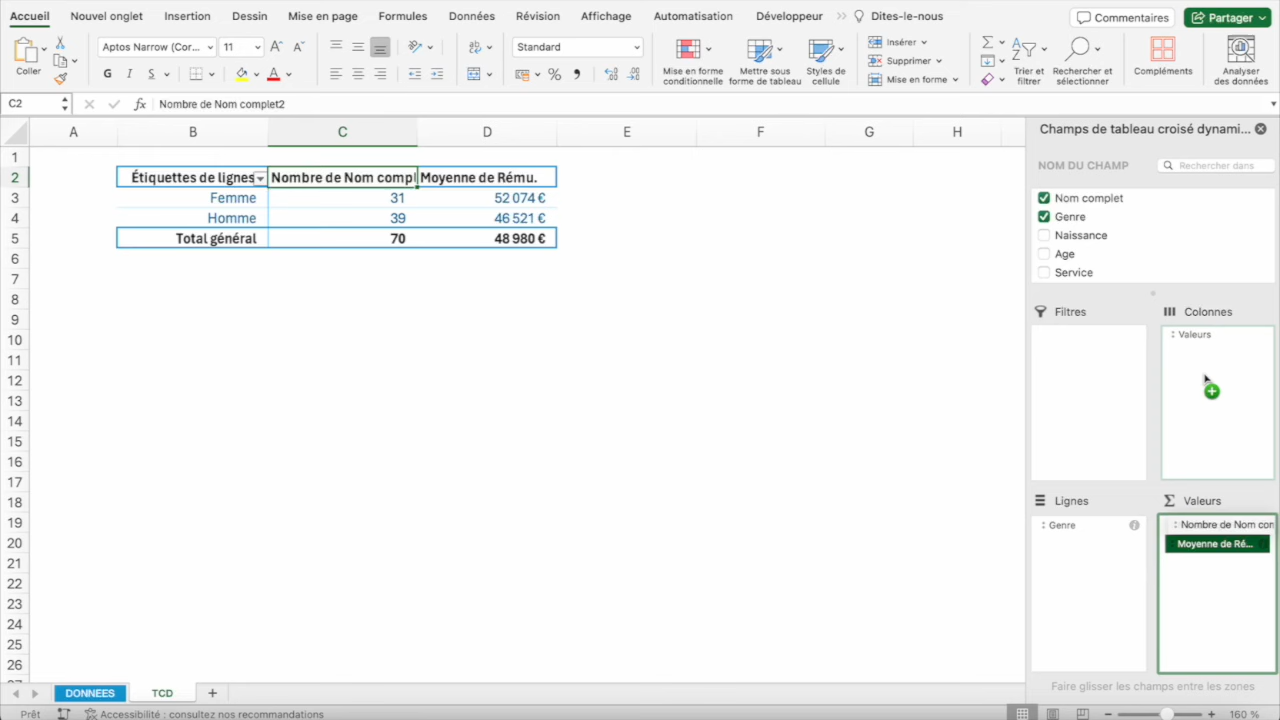 Accueil Nouvel onglet Insertion Dessin Mise en page Formules Données Révision Affichage Automatisation Développeur Dites-le-nous Commentaires Partager
Coller Aptos Narrow (Cor... 11 A A Standard Insérer Mise en forme conditionnelle Mettre sous forme de tableau Styles de cellule Supprimer Mise en forme Trier et filtrer Rechercher et sélectionner Compléments Analyser des données
G I S A %
C2 fx Nombre de Nom complet2
A B C D E F G H
Champs de tableau croisé dynami...
1
NOM DU CHAMP Rechercher dans
2 Étiquettes de lignes Nombre de Nom compl Moyenne de Rému.
3 Femme 31 52 074 €
4 Homme 39 46 521 €
5 Total général 70 48 980 €
6
7
8
9
10
11
12
13
14
15
16
17
18
19
20
21
22
23
24
25
26
Nom complet
Genre
Naissance
Age
Service
Filtres Colonnes
Valeurs
Lignes Valeurs
Genre Nombre de Nom con
Moyenne de Ré...
Faire glisser les champs entre les zones
DONNEES TCD
Prêt Accessibilité : consultez nos recommandations 160 %